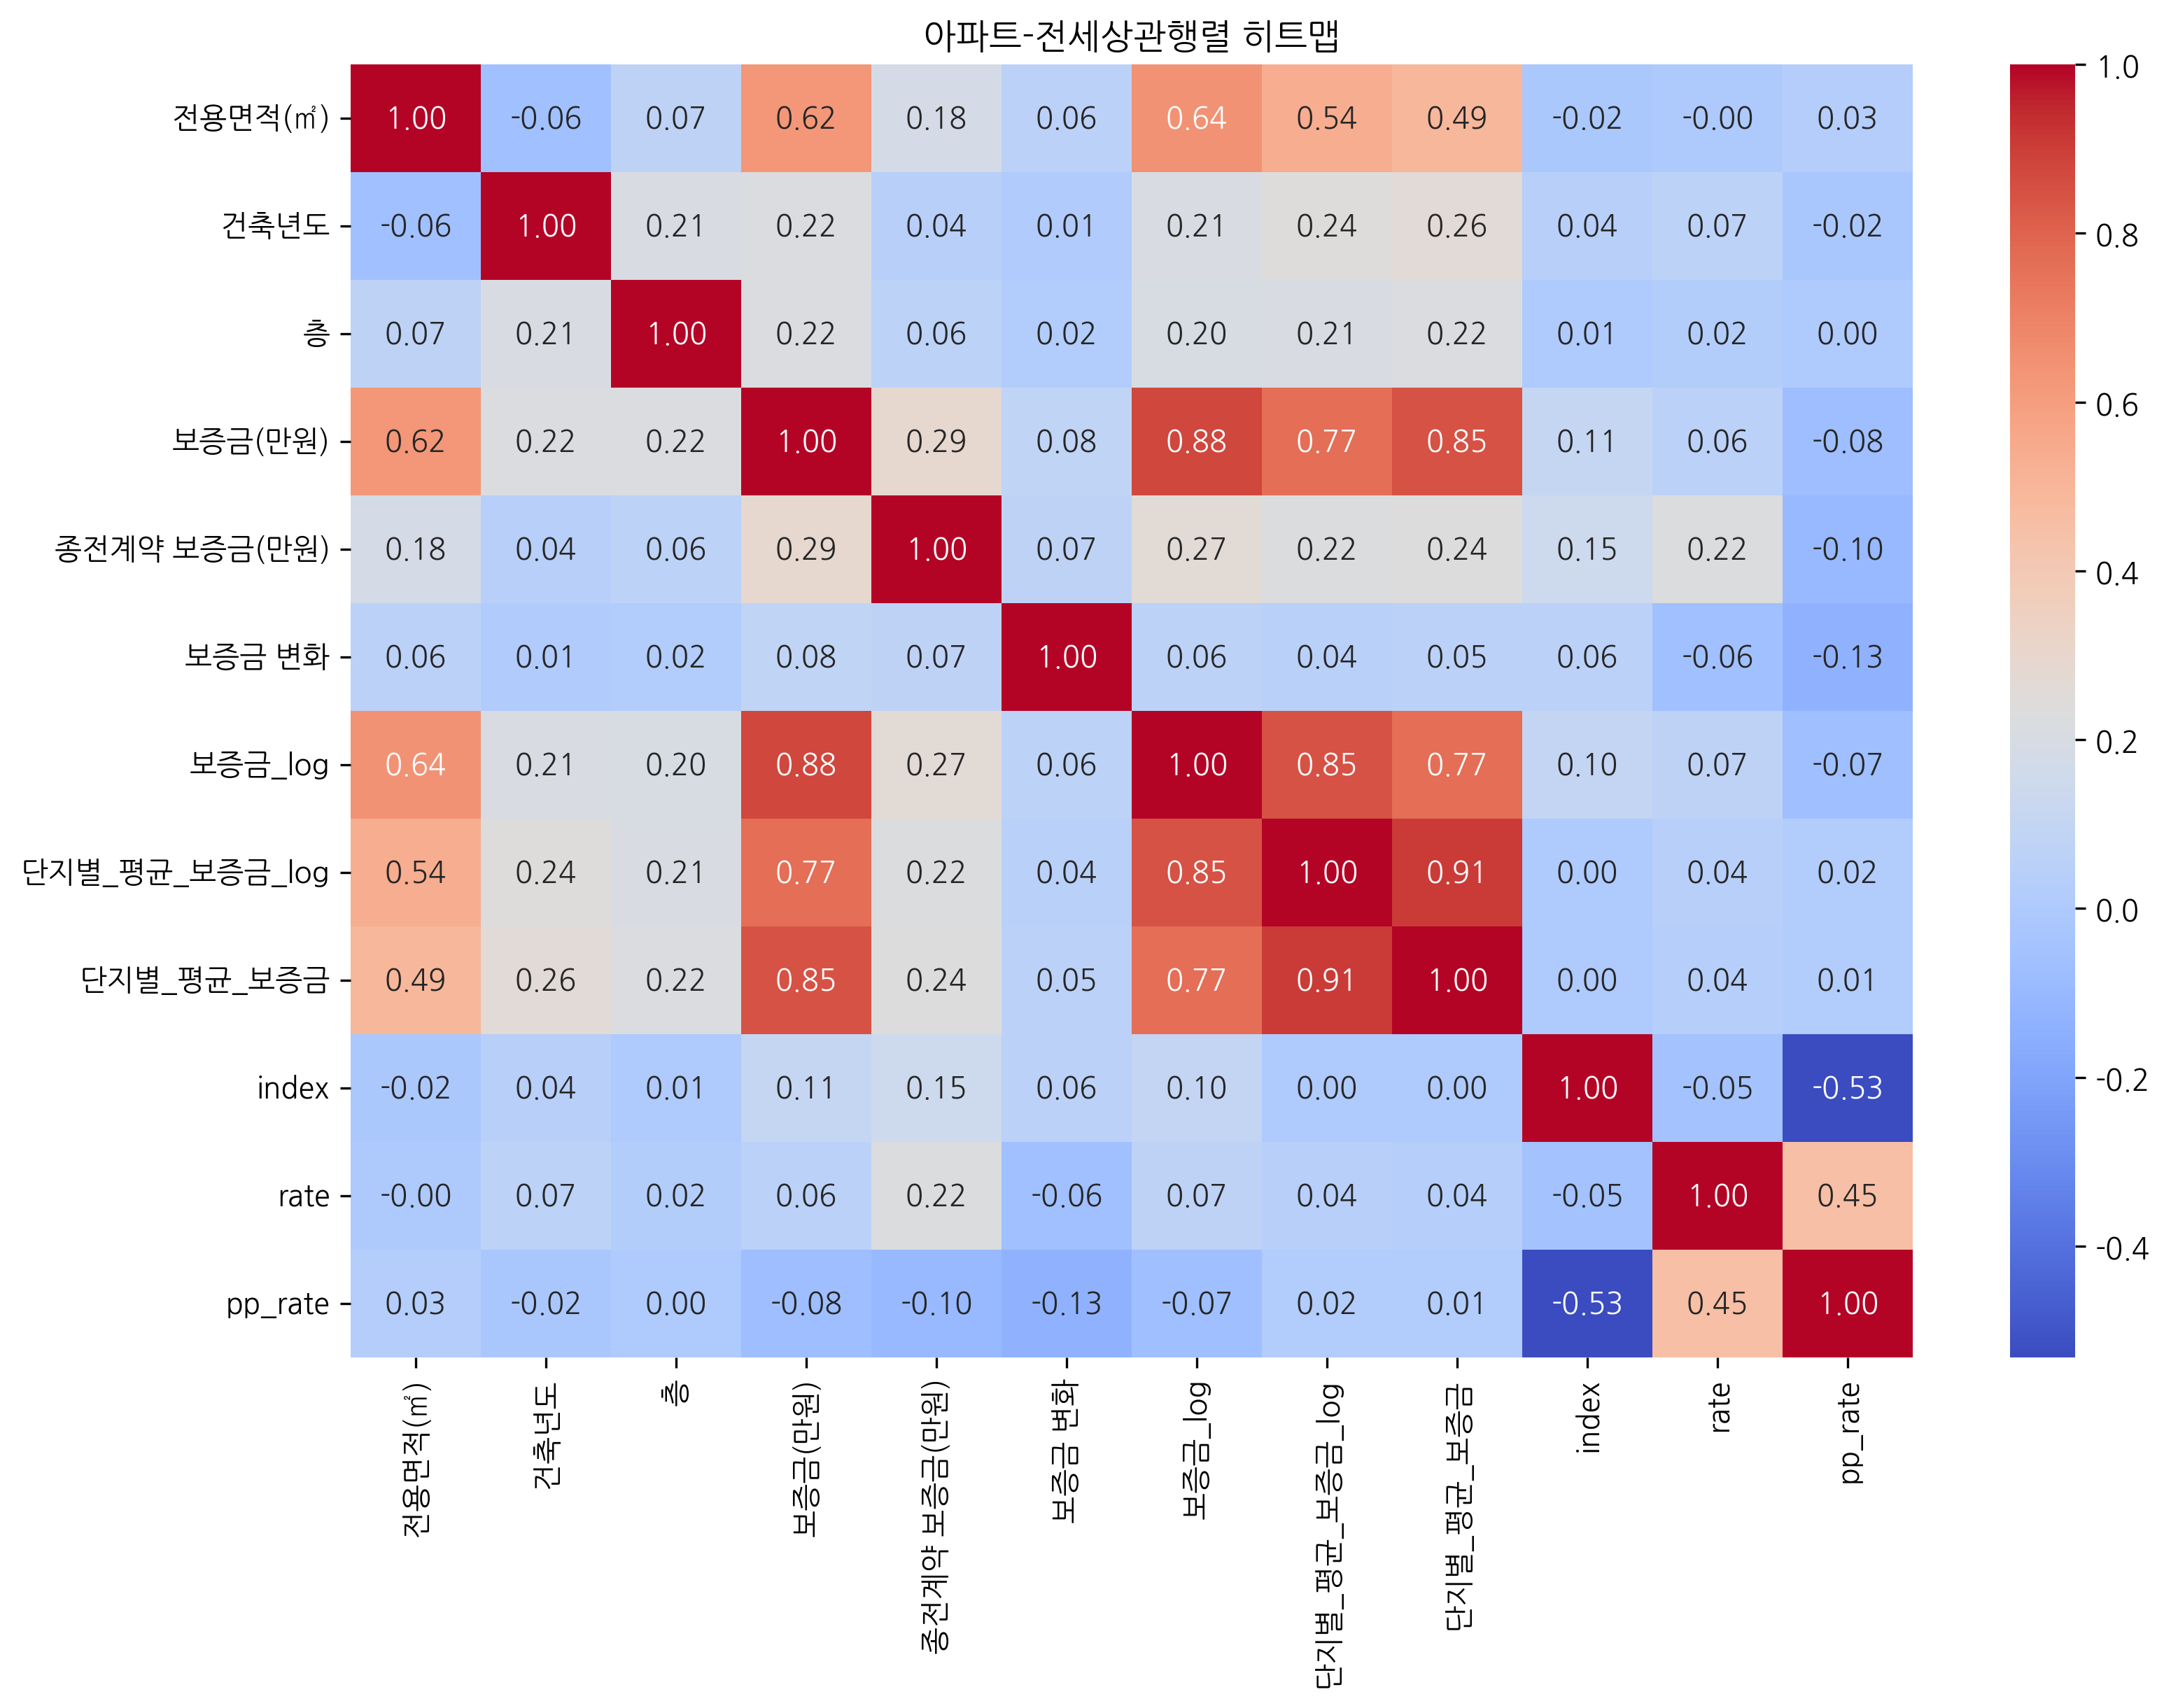 아파트-전세상관행렬 히트맵
전용면적(㎡) 1.00 -0.06 0.07 0.62 0.18 0.06 0.64 0.54 0.49 -0.02 -0.00 0.03
건축년도 -0.06 1.00 0.21 0.22 0.04 0.01 0.21 0.24 0.26 0.04 0.07 -0.02
층 0.07 0.21 1.00 0.22 0.06 0.02 0.20 0.21 0.22 0.01 0.02 0.00
보증금(만원) 0.62 0.22 0.22 1.00 0.29 0.08 0.88 0.77 0.85 0.11 0.06 -0.08
종전계약 보증금(만원) 0.18 0.04 0.06 0.29 1.00 0.07 0.27 0.22 0.24 0.15 0.22 -0.10
보증금 변화 0.06 0.01 0.02 0.08 0.07 1.00 0.06 0.04 0.05 0.06 -0.06 -0.13
보증금_log 0.64 0.21 0.20 0.88 0.27 0.06 1.00 0.85 0.77 0.10 0.07 -0.07
단지별_평균_보증금_log 0.54 0.24 0.21 0.77 0.22 0.04 0.85 1.00 0.91 0.00 0.04 0.02
단지별_평균_보증금 0.49 0.26 0.22 0.85 0.24 0.05 0.77 0.91 1.00 0.00 0.04 0.01
index -0.02 0.04 0.01 0.11 0.15 0.06 0.10 0.00 0.00 1.00 -0.05 -0.53
rate -0.00 0.07 0.02 0.06 0.22 -0.06 0.07 0.04 0.04 -0.05 1.00 0.45
pp_rate 0.03 -0.02 0.00 -0.08 -0.10 -0.13 -0.07 0.02 0.01 -0.53 0.45 1.00
전용면적(㎡)
건축년도
층
보증금(만원)
종전계약 보증금(만원)
보증금 변화
보증금_log
단지별_평균_보증금_log
단지별_평균_보증금
index
rate
pp_rate
1.0
0.8
0.6
0.4
0.2
0.0
-0.2
-0.4